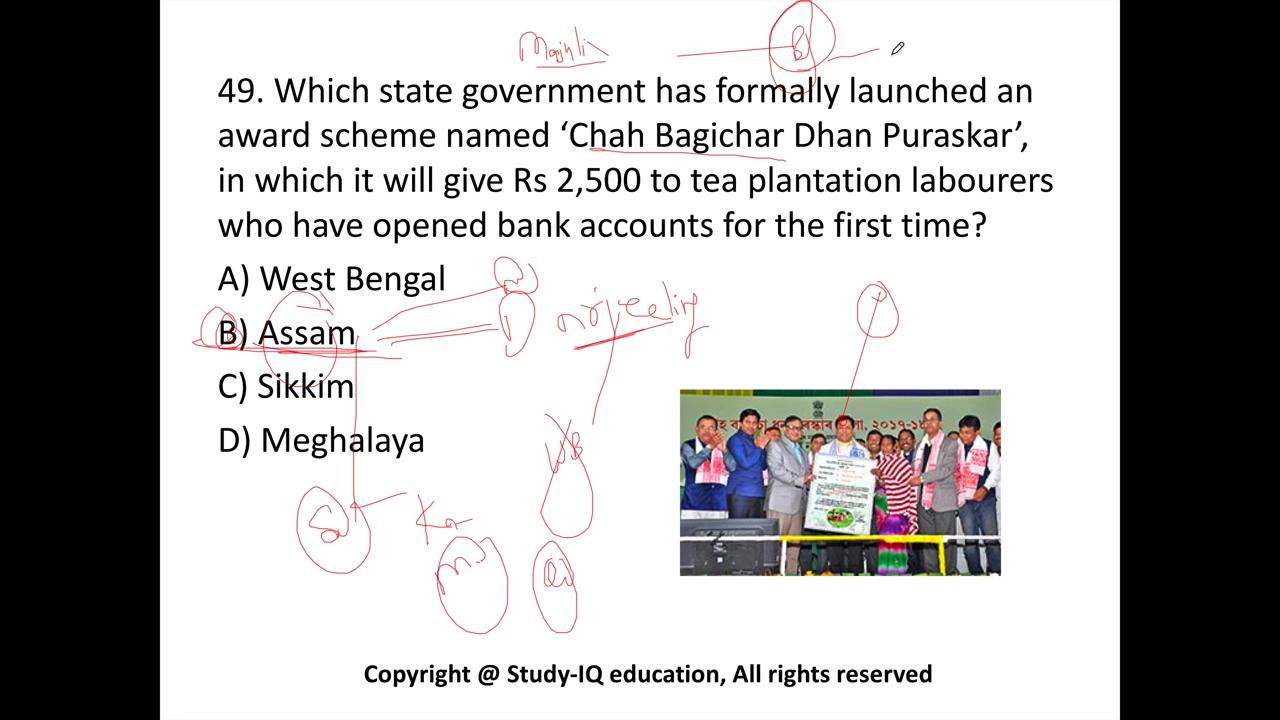 Majuli
B
49. Which state government has formally launched an
award scheme named ‘Chah Bagichar Dhan Puraskar’,
in which it will give Rs 2,500 to tea plantation labourers
who have opened bank accounts for the first time?
A) West Bengal
B) Assam
C) Sikkim
D) Meghalaya
WB
২০১৭-১৮
Copyright @ Study-IQ education, All rights reserved